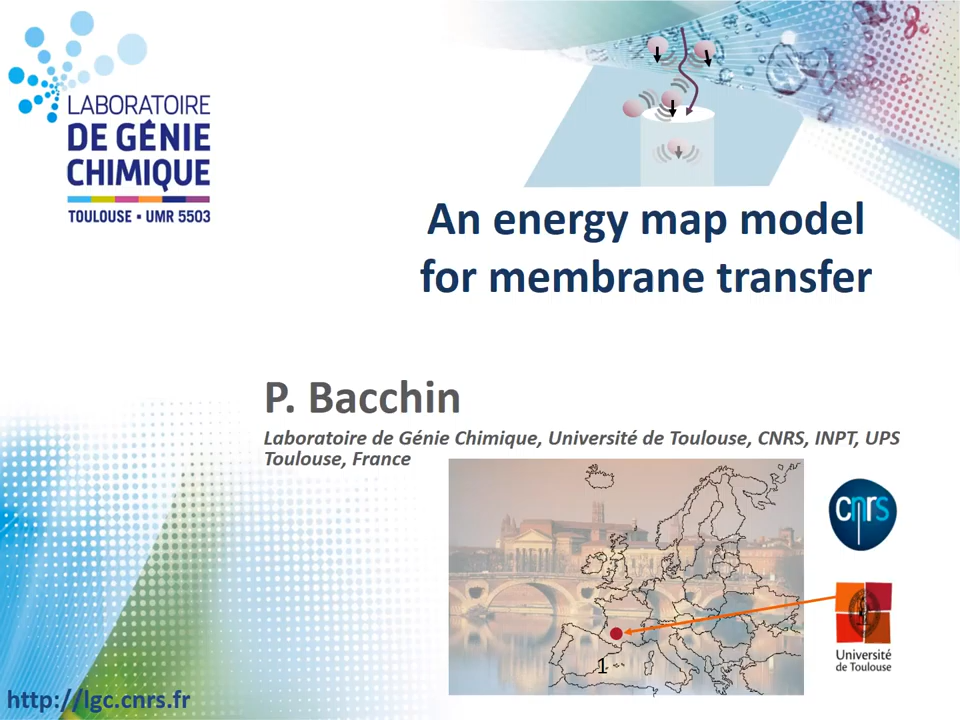 LABORATOIRE
DE GÉNIE
CHIMIQUE
TOULOUSE ▪ UMR 5503
An energy map model
for membrane transfer
P. Bacchin
Laboratoire de Génie Chimique, Université de Toulouse, CNRS, INPT, UPS
Toulouse, France
cnrs
1
Université
de Toulouse
http://lgc.cnrs.fr